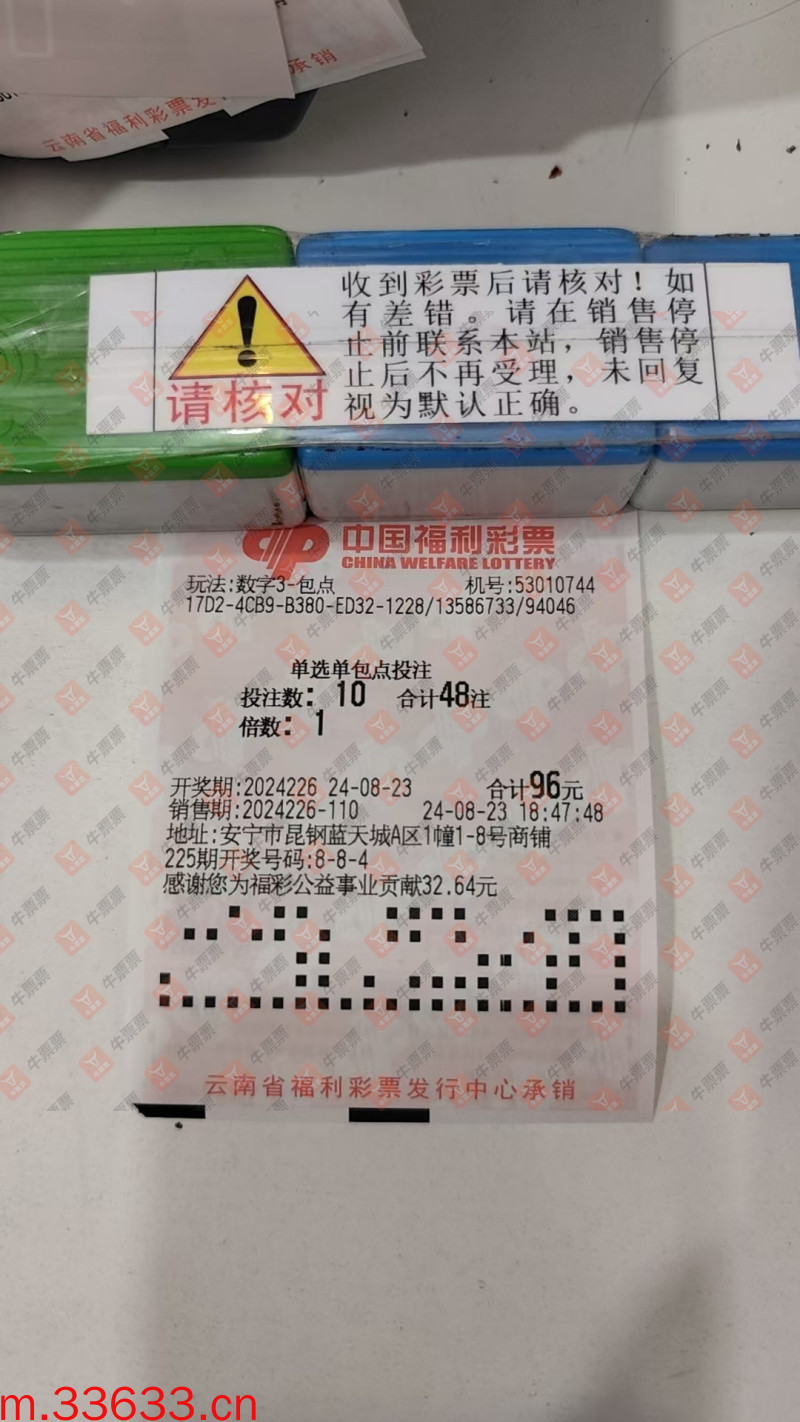 承销
云南省福利彩票发行
收到彩票后请核对！如
有差错。请在销售停
止前联系本站，销售停
止后不再受理，未回复
视为默认正确。
请核对
中国福利彩票
CHINA WELFARE LOTTERY
玩法:数字3-包点 机号:53010744
17D2-4CB9-B380-ED32-1228/13586733/94046
单选单包点投注
投注数: 10 合计48注
倍数: 1
开奖期:2024226 24-08-23 合计96元
销售期:2024226-110 24-08-23 18:47:48
地址:安宁市昆钢蓝天城A区1幢1-8号商铺
225期开奖号码:8-8-4
感谢您为福彩公益事业贡献32.64元
云南省福利彩票发行中心承销
牛票票
m.33633.cn